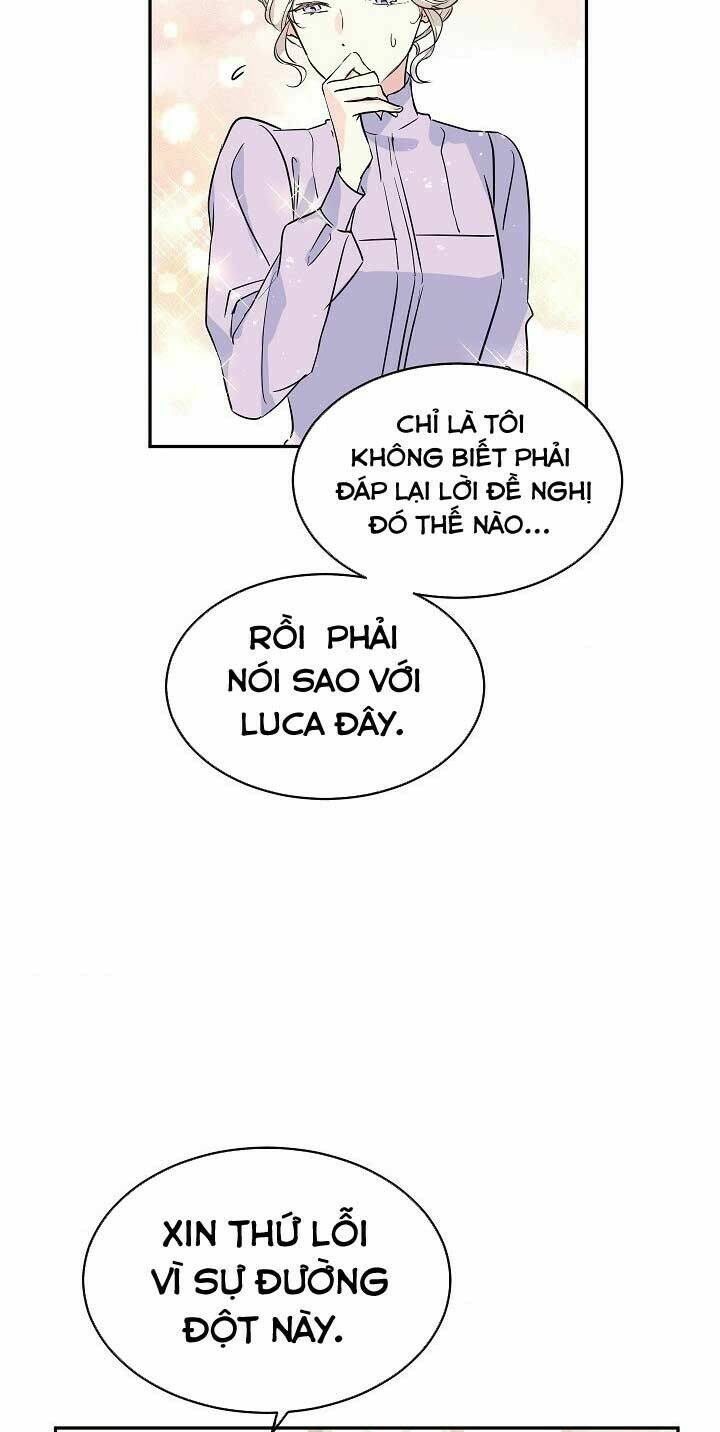 CHỈ LÀ TÔI
KHÔNG BIẾT PHẢI
ĐÁP LẠI LỜI ĐỀ NGHỊ
ĐÓ THẾ NÀO...
RỒI PHẢI
NÓI SAO VỚI
LUCA ĐÂY.
XIN THỨ LỖI
VÌ SỰ ĐƯỜNG
ĐỘT NÀY.